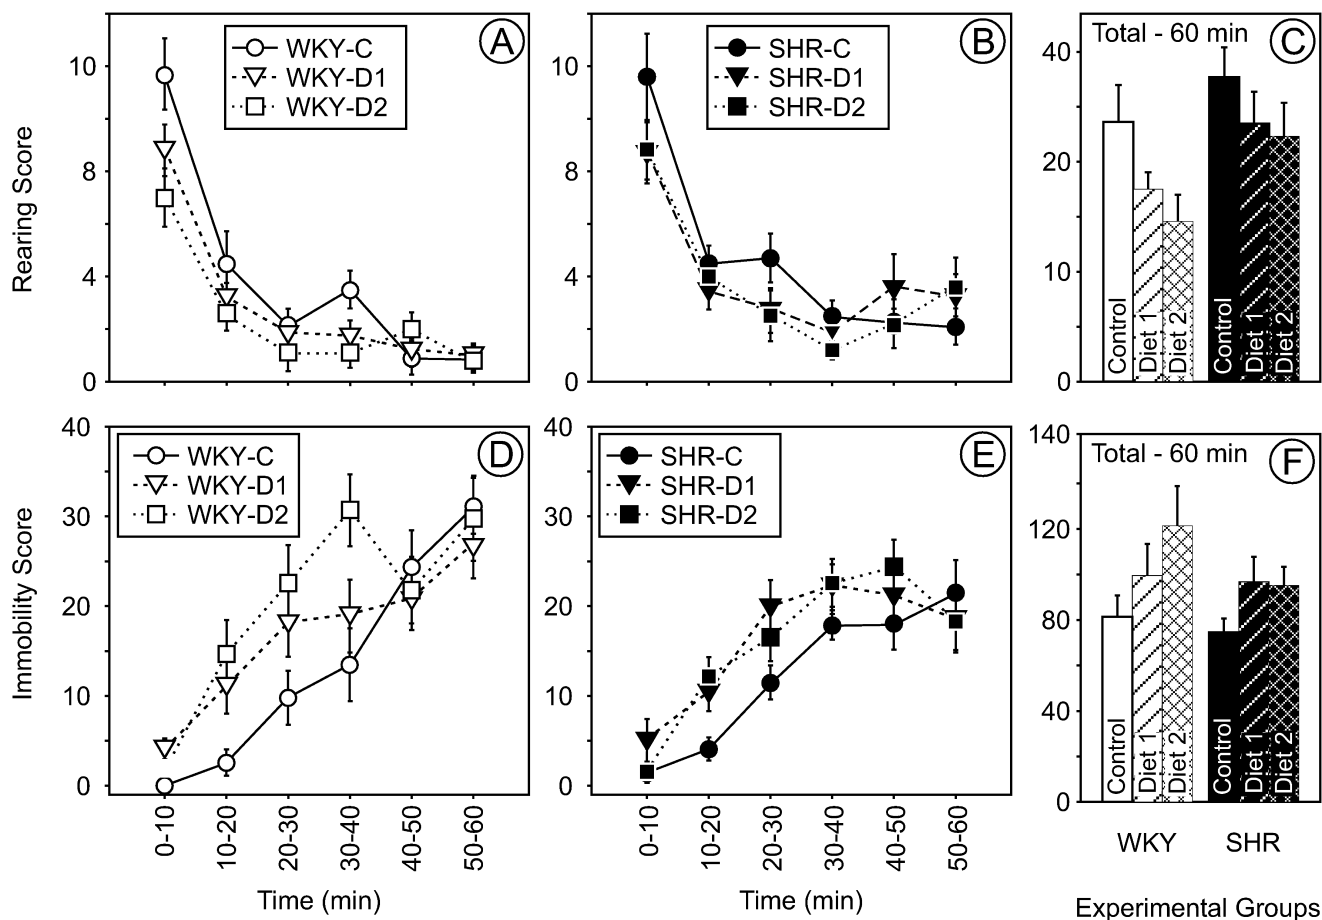 WKY-C
WKY-D1
WKY-D2
A
10
8
4
0
Rearing Score
SHR-C
SHR-D1
SHR-D2
B
10
8
4
0
Total - 60 min
C
40
20
10
0
Control
Diet 1
Diet 2
Control
Diet 1
Diet 2
WKY-C
WKY-D1
WKY-D2
D
40
30
20
10
0
Immobility Score
0-10
10-20
20-30
30-40
40-50
50-60
Time (min)
SHR-C
SHR-D1
SHR-D2
E
40
30
20
10
0
0-10
10-20
20-30
30-40
40-50
50-60
Time (min)
Total - 60 min
F
140
120
80
40
0
Control
Diet 1
Diet 2
Control
Diet 1
Diet 2
WKY
SHR
Experimental Groups